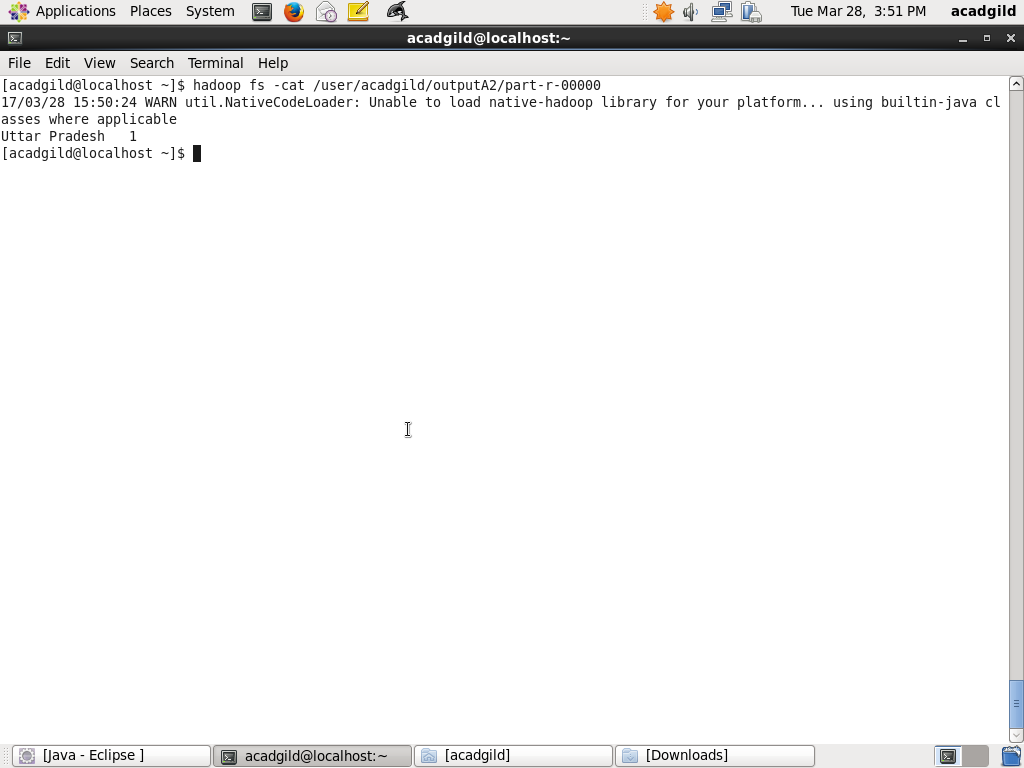 Applications Places System Tue Mar 28, 3:51 PM acadgild
acadgild@localhost:~
File Edit View Search Terminal Help
[acadgild@localhost ~]$ hadoop fs -cat /user/acadgild/outputA2/part-r-00000
17/03/28 15:50:24 WARN util.NativeCodeLoader: Unable to load native-hadoop library for your platform... using builtin-java cl
asses where applicable
Uttar Pradesh   1
[acadgild@localhost ~]$
[Java - Eclipse ] acadgild@localhost:~ [acadgild] [Downloads]